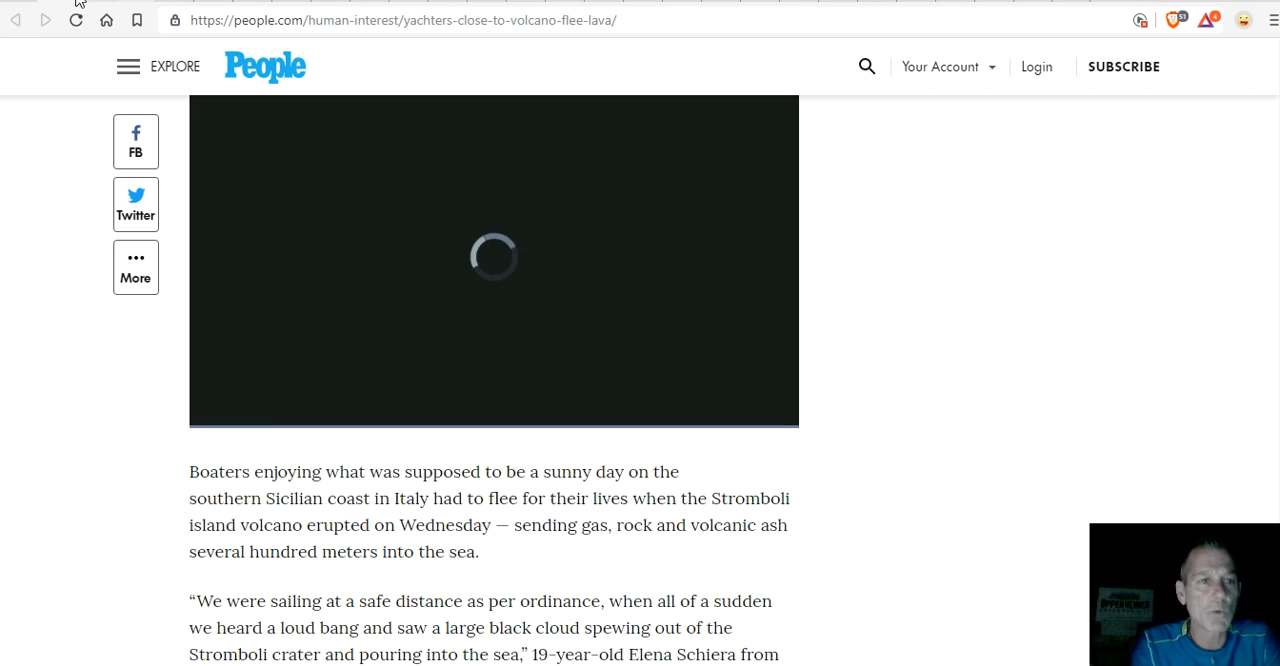 https://people.com/human-interest/yachters-close-to-volcano-flee-lava/
51
4
EXPLORE
People
Your Account
Login
SUBSCRIBE
FB
Twitter
More
Boaters enjoying what was supposed to be a sunny day on the
southern Sicilian coast in Italy had to flee for their lives when the Stromboli
island volcano erupted on Wednesday — sending gas, rock and volcanic ash
several hundred meters into the sea.
“We were sailing at a safe distance as per ordinance, when all of a sudden
we heard a loud bang and saw a large black cloud spewing out of the
Stromboli crater and pouring into the sea,” 19-year-old Elena Schiera from